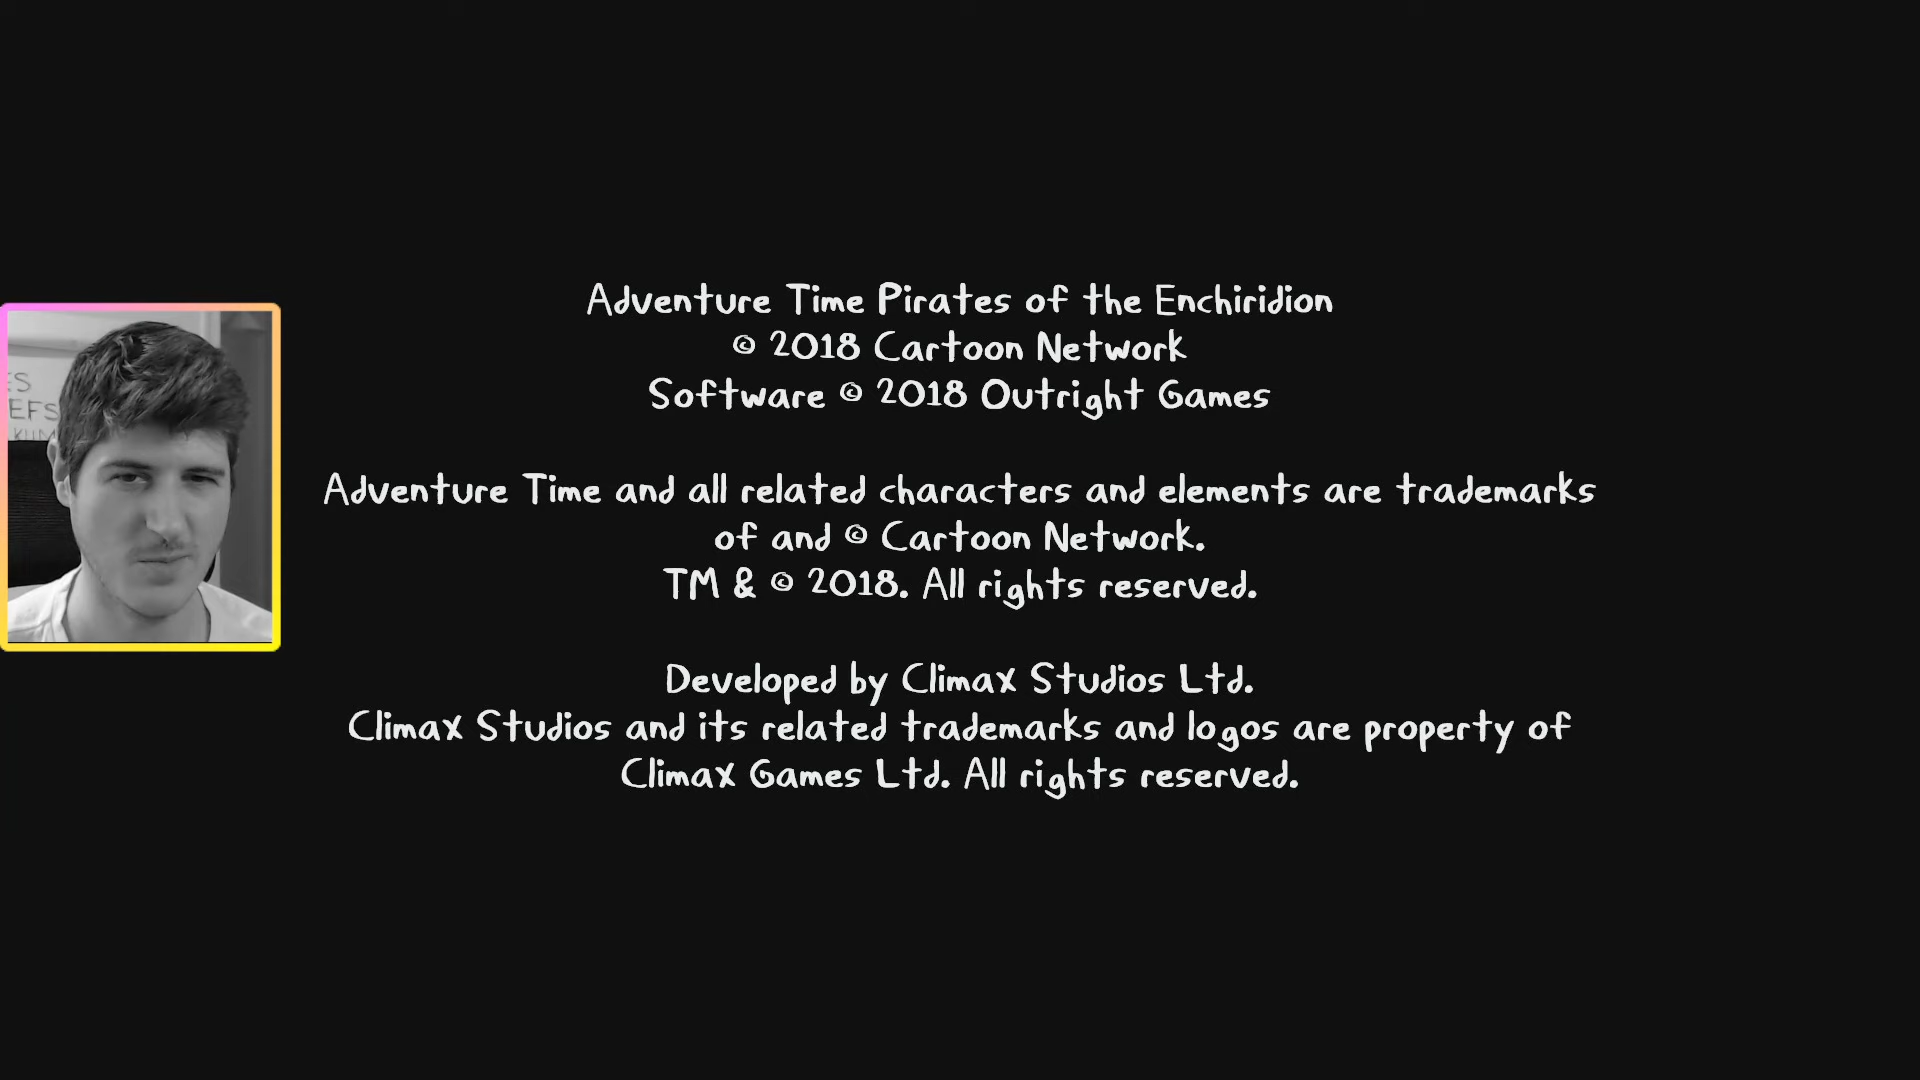 Adventure Time Pirates of the Enchiridion
© 2018 Cartoon Network
Software © 2018 Outright Games
Adventure Time and all related characters and elements are trademarks
of and © Cartoon Network.
TM & © 2018. All rights reserved.
Developed by Climax Studios Ltd.
Climax Studios and its related trademarks and logos are property of
Climax Games Ltd. All rights reserved.
ES
EFS